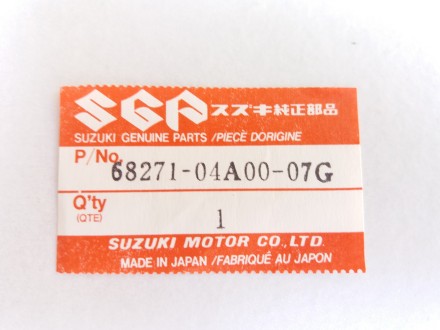 SGP スズキ純正部品
SUZUKI GENUINE PARTS /PIÈCE DORIGINE
P/No. 68271-04A00-07G
Q'ty
(QTE) 1
SUZUKI MOTOR CO., LTD.
MADE IN JAPAN /FABRIQUÉ AU JAPON